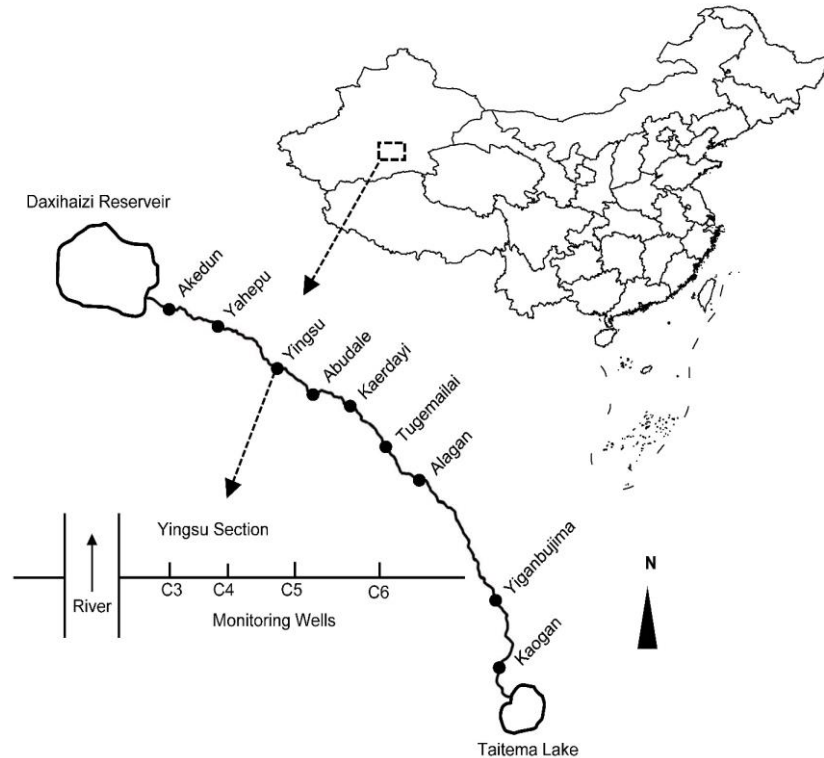 Daxihaizi Reserveir
Akedun
Yahepu
Yingsu
Abudale
Kaerdayi
Tugemailai
Alagan
Yiganbujima
Kaogan
Taitema Lake
Yingsu Section
River
C3
C4
C5
C6
Monitoring Wells
N